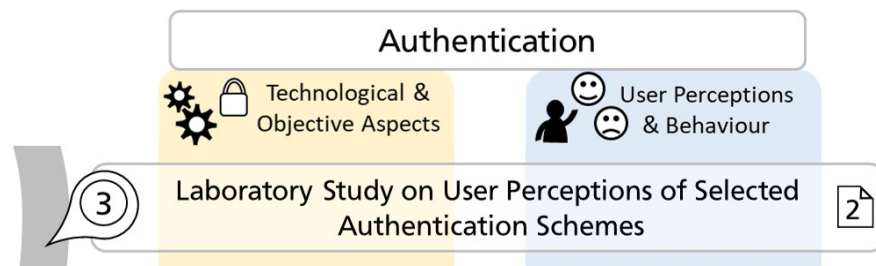 Authentication
Technological &
Objective Aspects
User Perceptions
& Behaviour
3
Laboratory Study on User Perceptions of Selected
Authentication Schemes
2